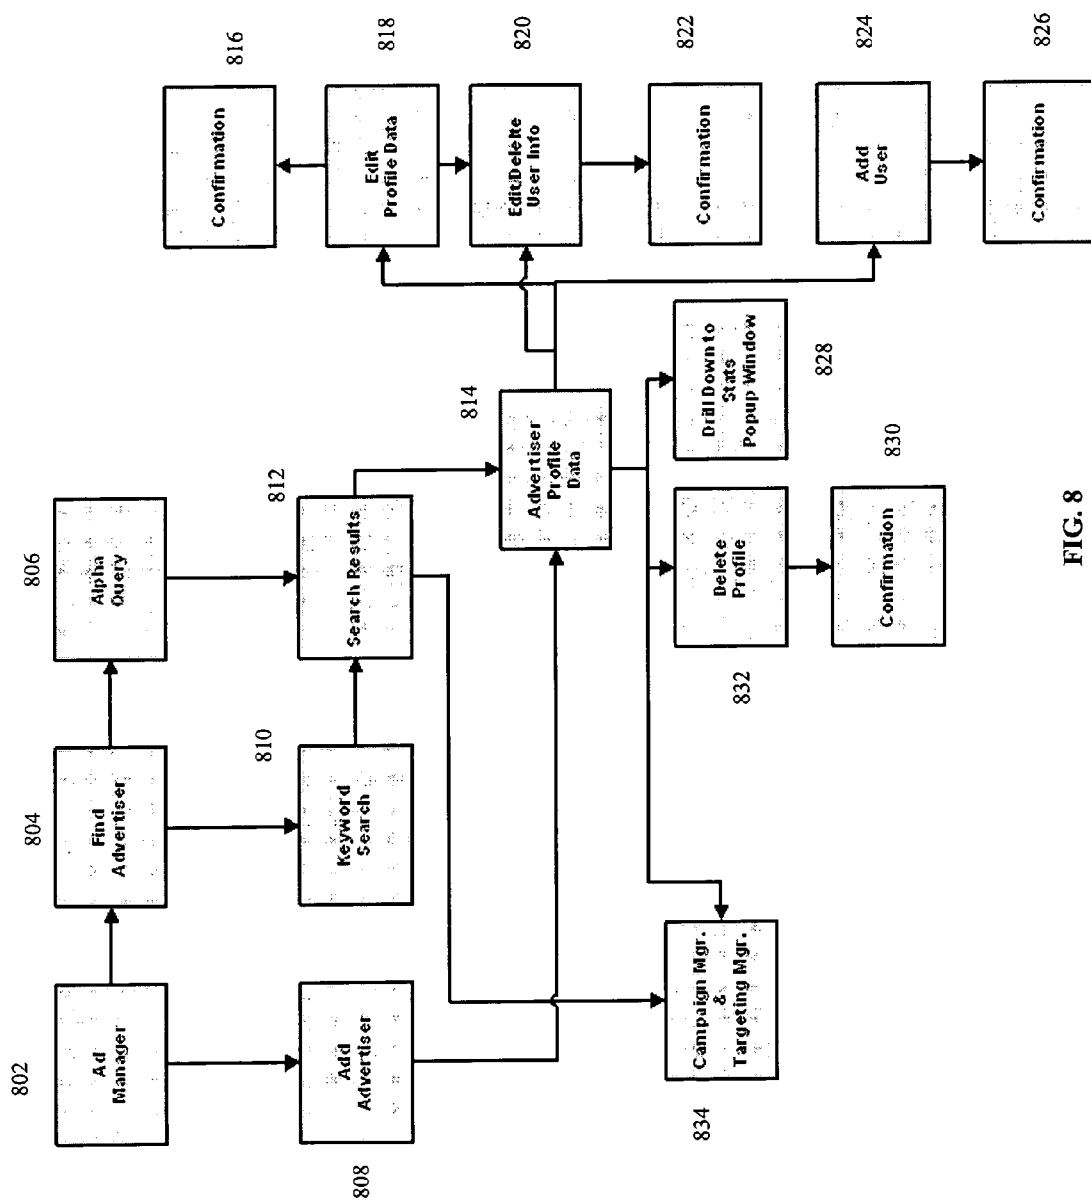 802
Ad
Manager
804
Find
Advertiser
806
Alpha
Query
808
Add
Advertiser
810
Keyword
Search
812
Search Results
814
Advertiser
Profile
Data
816
Confirmation
818
Edit
Profile Data
820
Edit/Delelte
User Info
822
Confirmation
824
Add
User
826
Confirmation
828
Drill Down to
Stats
Popup Window
830
Confirmation
832
Delete
Profile
834
Campaign Mgr.
&
Targeting Mgr.
FIG. 8